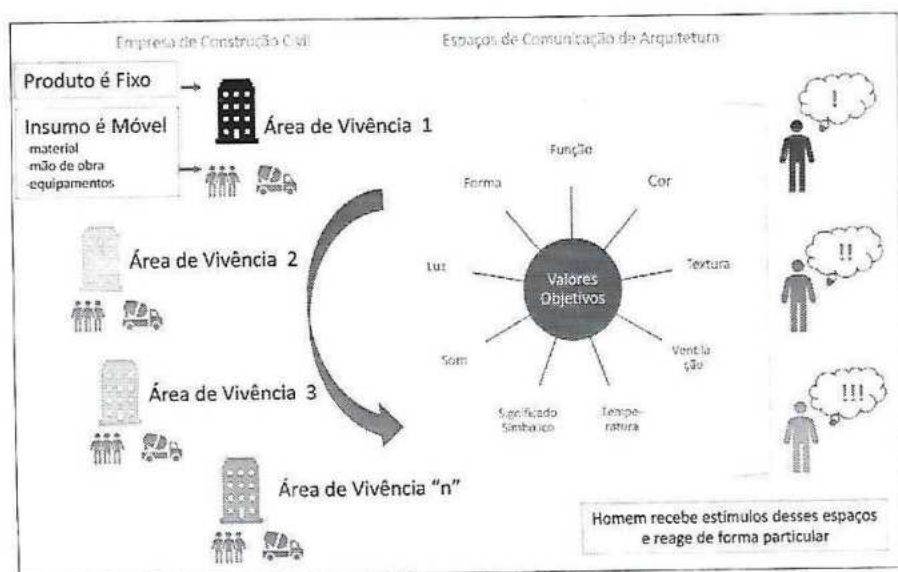 Empresa de Construção Civil
Espaços de Comunicação de Arquitetura
Produto é Fixo
Insumo é Móvel
-material
-mão de obra
-equipamentos
Área de Vivência 1
Área de Vivência 2
Área de Vivência 3
Área de Vivência "n"
Função
Forma
Cor
Luz
Textura
Valores
Objetivos
Som
Ventila
ção
Significado
Simbólico
Tempe-
ratura
!
!!
!!!
Homem recebe estímulos desses espaços
e reage de forma particular